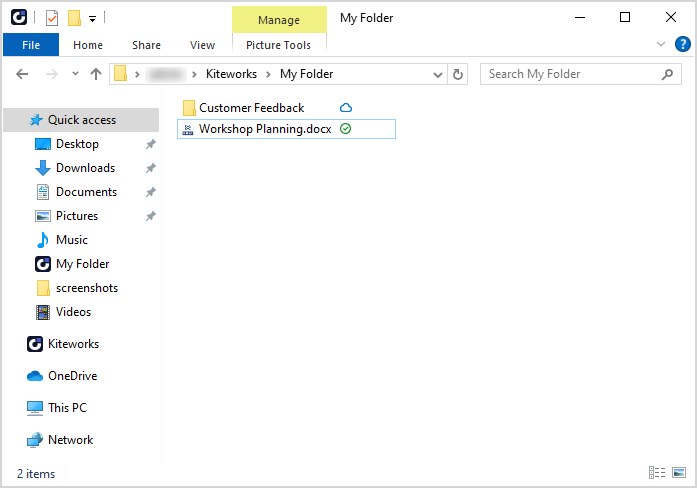 Manage
My Folder
File
Home
Share
View
Picture Tools
?
Kiteworks
My Folder
Search My Folder
Quick access
Desktop
Downloads
Documents
Pictures
Music
My Folder
screenshots
Videos
Kiteworks
OneDrive
This PC
Network
Customer Feedback
Workshop Planning.docx
2 items